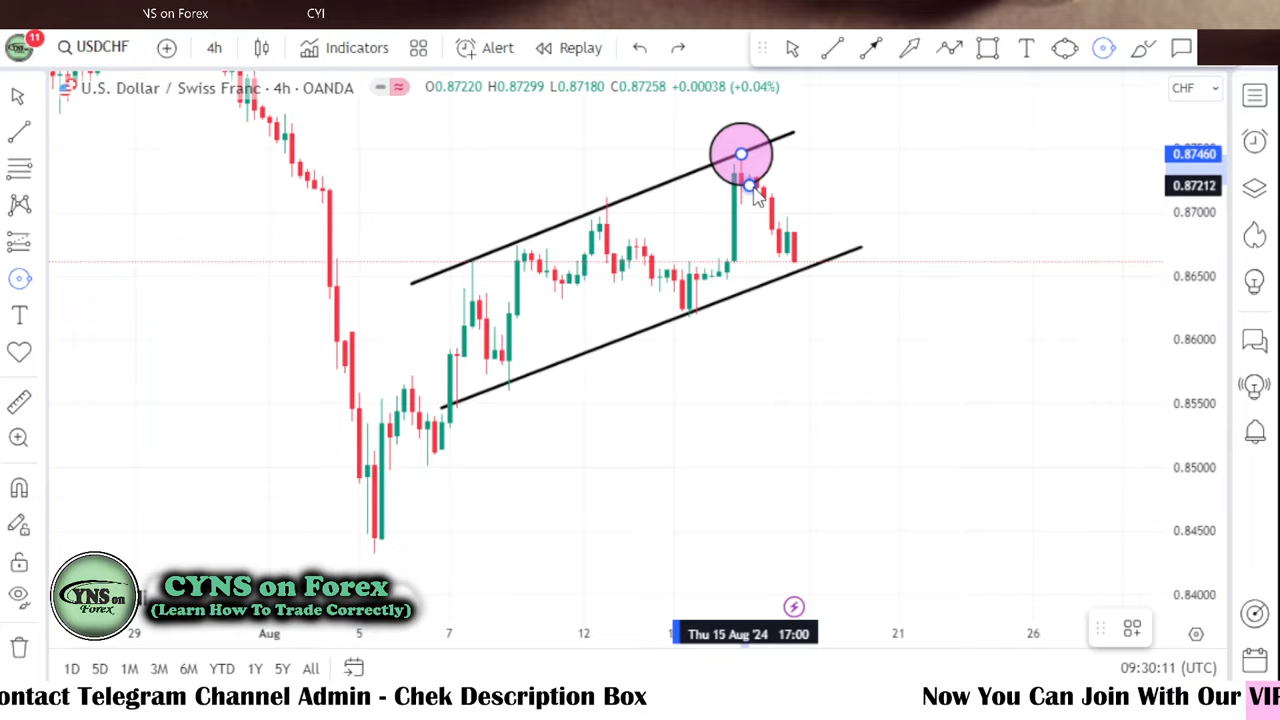 NS on Forex CYI
11 USDCHF 4h Indicators Alert Replay
U.S. Dollar / Swiss Franc · 4h · OANDA O0.87220 H0.87299 L0.87180 C0.87258 +0.00038 (+0.04%) CHF
0.87460
0.87212
0.87000
0.86500
0.86000
0.85500
0.85000
0.84500
0.84000
CYNS on Forex
(Learn How To Trade Correctly)
CYNS on
Forex
29 Aug 5 7 12 Thu 15 Aug '24 17:00 21 26
1D 5D 1M 3M 6M YTD 1Y 5Y All 09:30:11 (UTC)
ontact Telegram Channel Admin - Chek Description Box Now You Can Join With Our VIP